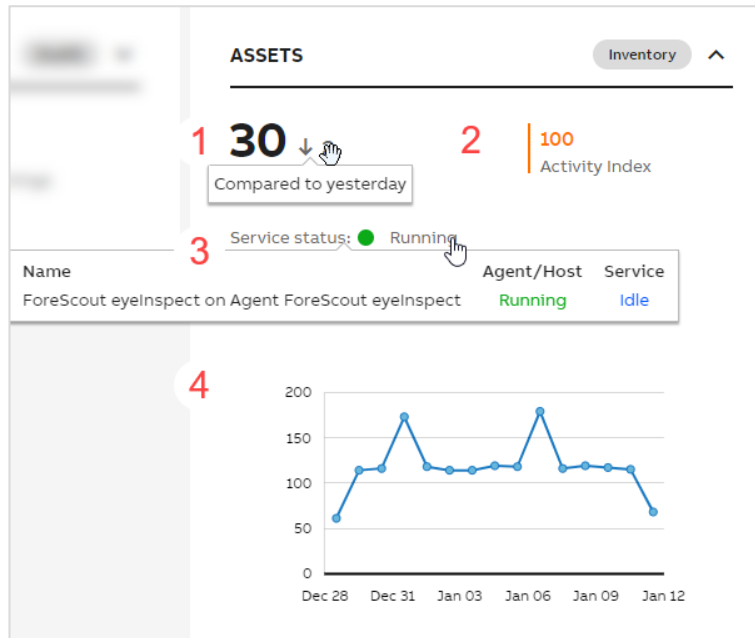 ASSETS
Inventory
1
30
2
100
Activity Index
Compared to yesterday
3
Service status: Running
Name Agent/Host Service
ForeScout eyeInspect on Agent ForeScout eyeInspect Running Idle
4
200
150
100
50
0
Dec 28 Dec 31 Jan 03 Jan 06 Jan 09 Jan 12